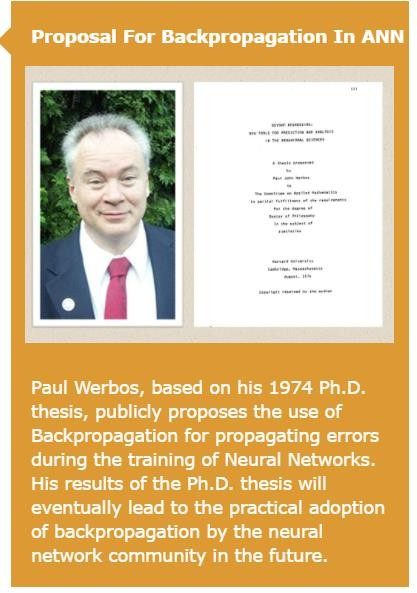 Proposal For Backpropagation In ANN
III
BEYOND REGRESSION:
NEW TOOLS FOR PREDICTION AND ANALYSIS
IN THE BEHAVIORAL SCIENCES
A thesis presented
by
Paul John Werbos
to
The Committee on Applied Mathematics
in partial fulfillment of the requirements
for the degree of
Doctor of Philosophy
in the subject of
Statistics
Harvard University
Cambridge, Massachusetts
August, 1974
Copyright reserved by the author
Paul Werbos, based on his 1974 Ph.D.
thesis, publicly proposes the use of
Backpropagation for propagating errors
during the training of Neural Networks.
His results of the Ph.D. thesis will
eventually lead to the practical adoption
of backpropagation by the neural
network community in the future.